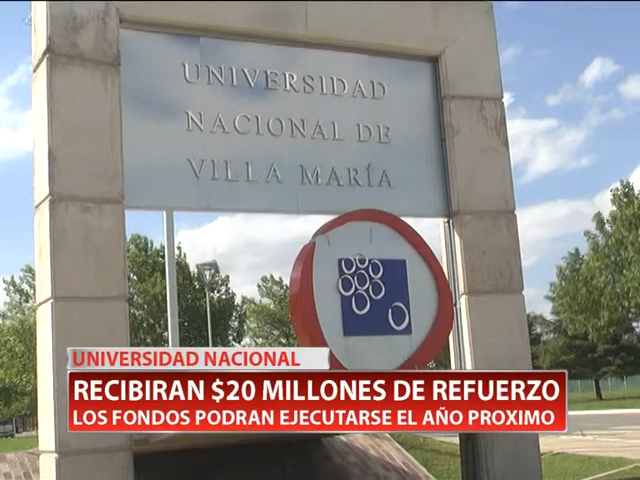 UNIVERSIDAD
NACIONAL DE
VILLA MARÍA
UNIVERSIDAD NACIONAL
RECIBIRAN $20 MILLONES DE REFUERZO
LOS FONDOS PODRAN EJECUTARSE EL AÑO PROXIMO